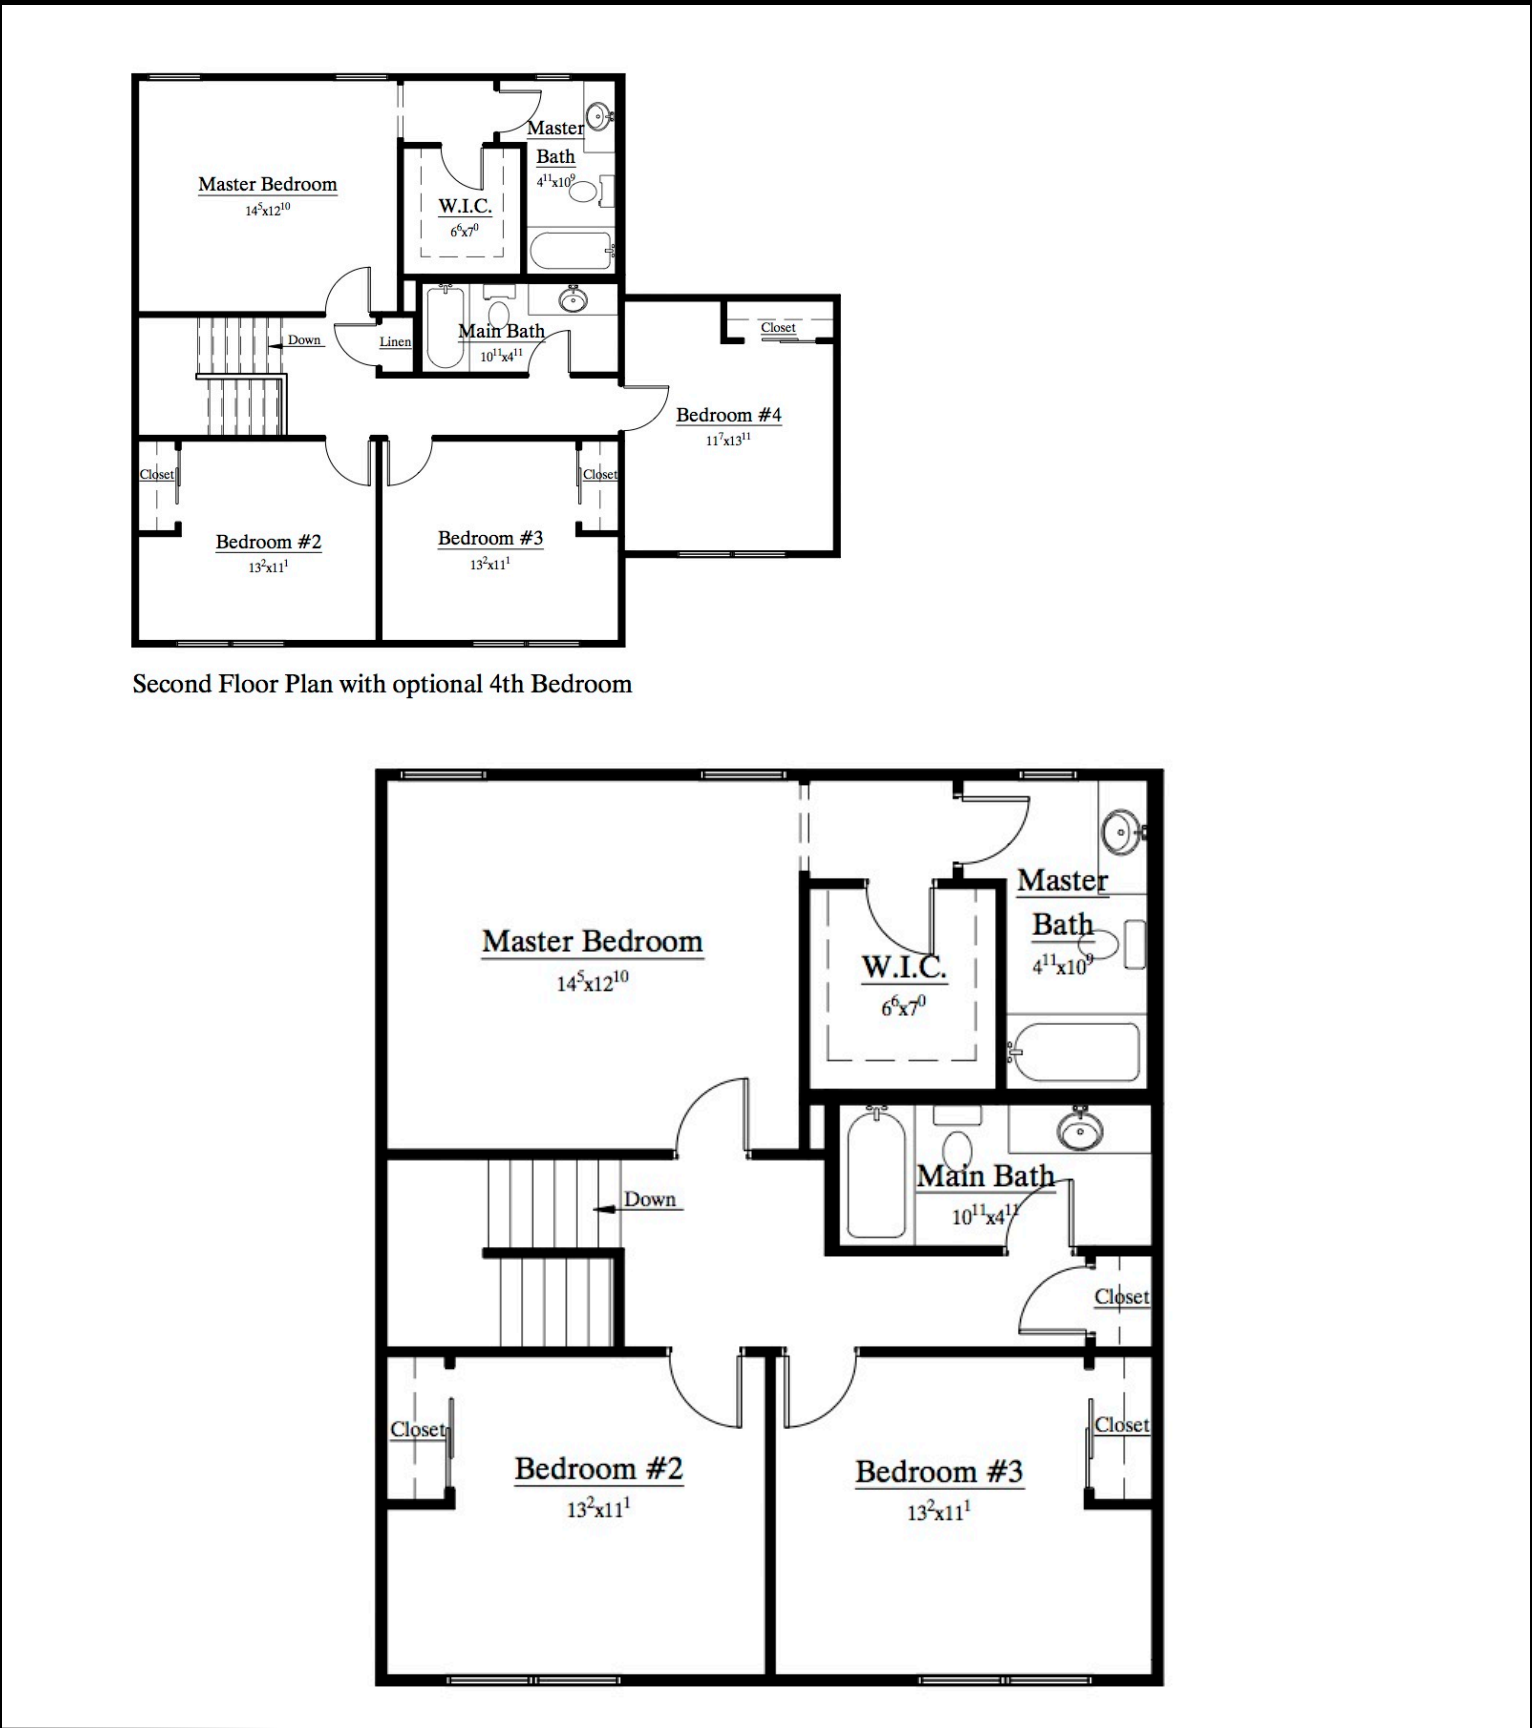 Master
Bath
4¹¹x10⁹
Master Bedroom
14⁵x12¹⁰
W.I.C.
6⁶x7⁰
Down
Linen
Main Bath
10¹¹x4¹¹
Closet
Bedroom #4
11⁷x13¹¹
Closet
Closet
Bedroom #2
13²x11¹
Bedroom #3
13²x11¹
Second Floor Plan with optional 4th Bedroom
Master
Bath
4¹¹x10⁹
Master Bedroom
14⁵x12¹⁰
W.I.C.
6⁶x7⁰
Main Bath
10¹¹x4¹¹
Down
Closet
Closet
Closet
Bedroom #2
13²x11¹
Bedroom #3
13²x11¹